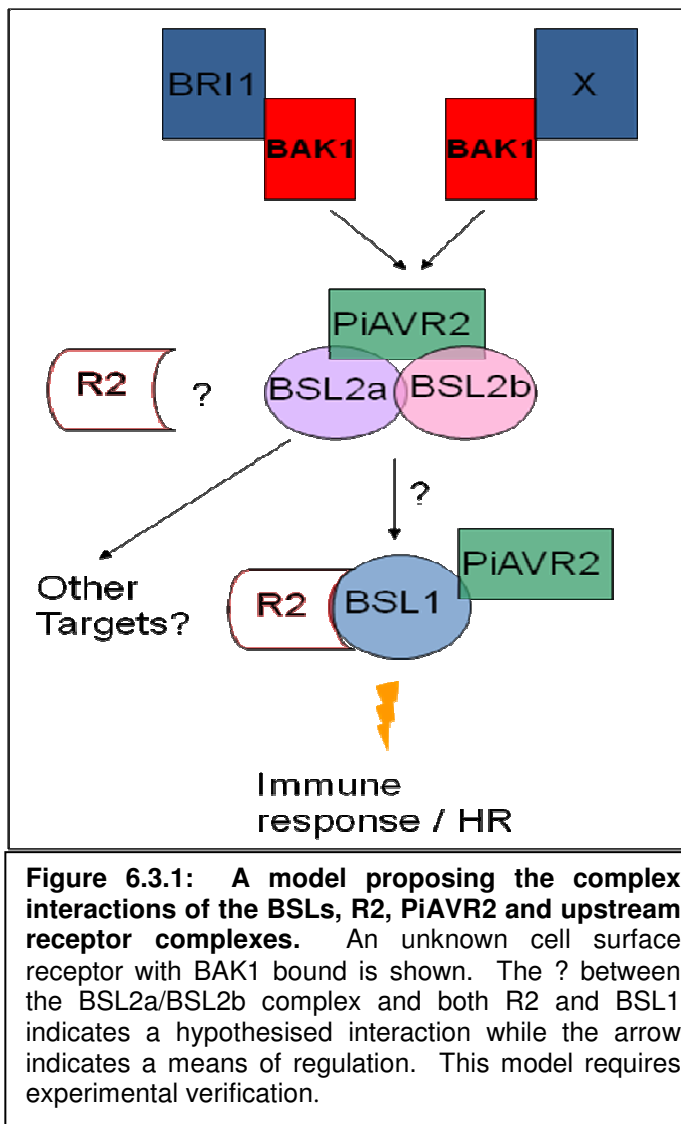 BRI1
X
BAK1
BAK1
PiAVR2
R2
?
BSL2a
BSL2b
?
PiAVR2
Other
Targets?
R2
BSL1
Immune
response / HR
Figure 6.3.1: A model proposing the complex
interactions of the BSLs, R2, PiAVR2 and upstream
receptor complexes. An unknown cell surface
receptor with BAK1 bound is shown. The ? between
the BSL2a/BSL2b complex and both R2 and BSL1
indicates a hypothesised interaction while the arrow
indicates a means of regulation. This model requires
experimental verification.